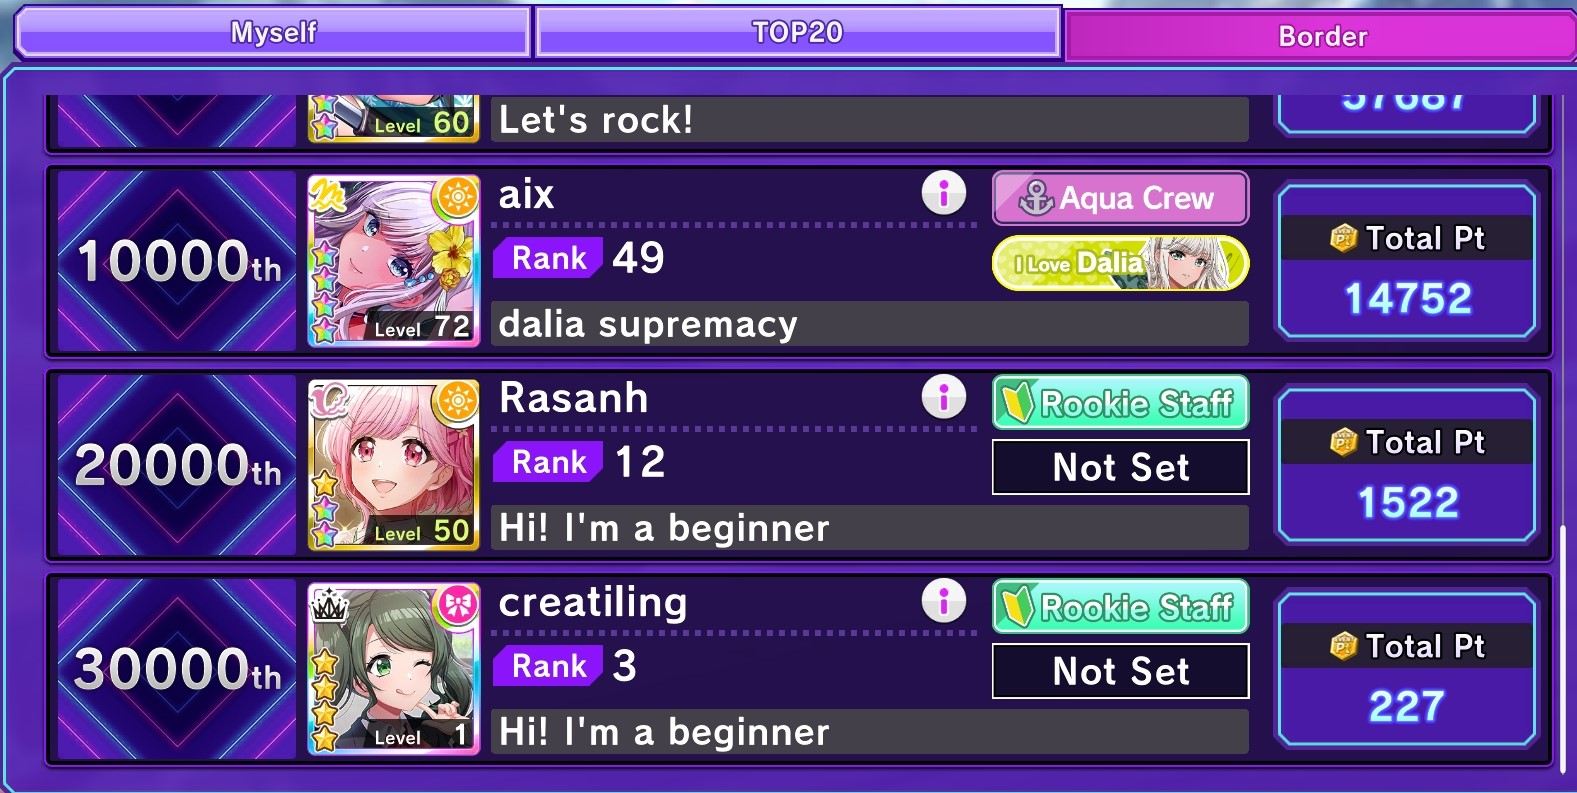 Myself
TOP20
Border
Level 60
Let's rock!
57687
10000th
Level 72
aix
Rank 49
dalia supremacy
Aqua Crew
I Love Dalia
Total Pt
14752
20000th
Level 50
Rasanh
Rank 12
Hi! I'm a beginner
Rookie Staff
Not Set
Total Pt
1522
30000th
Level 1
creatiling
Rank 3
Hi! I'm a beginner
Rookie Staff
Not Set
Total Pt
227